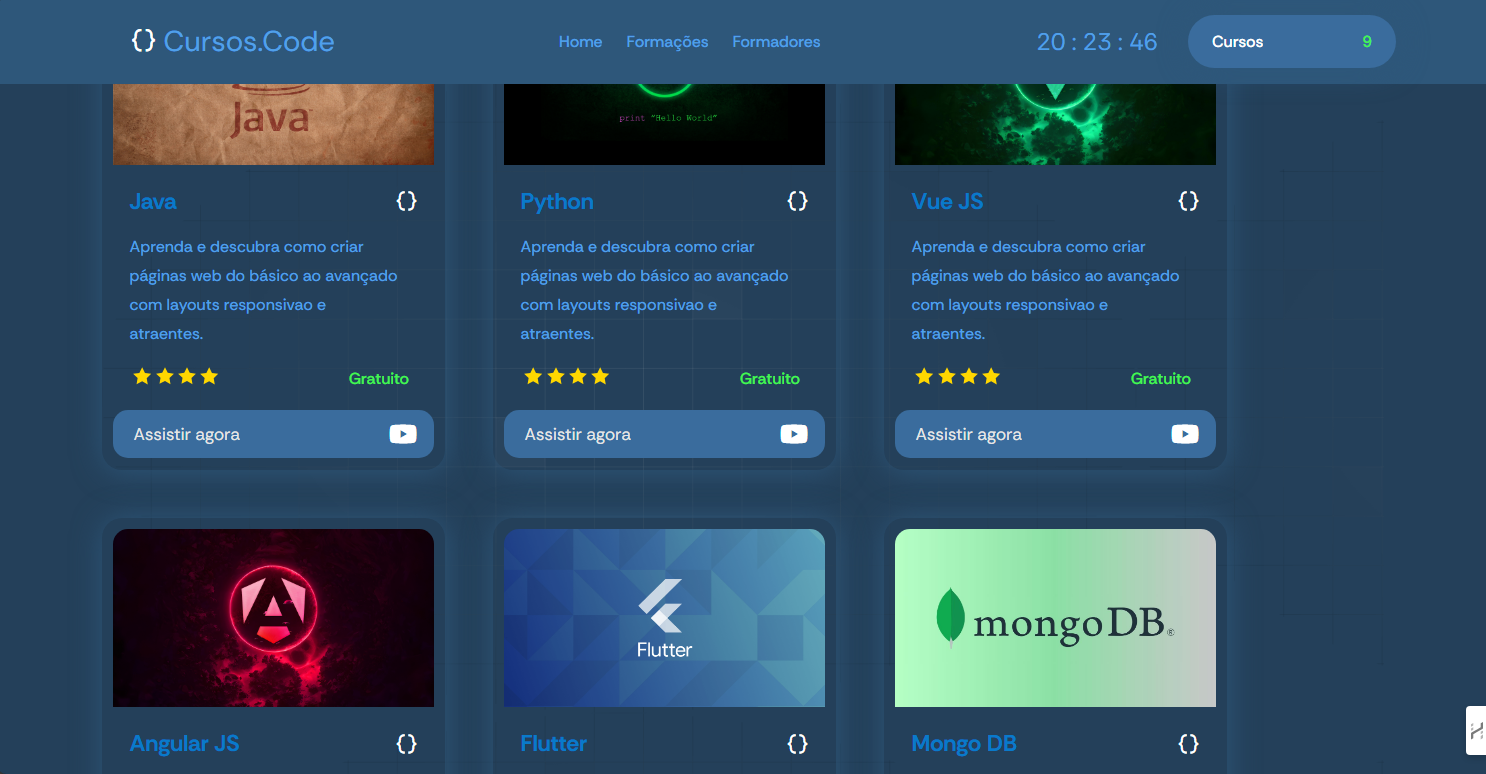 {} Cursos.Code
Home Formações Formadores
20 : 23 : 46
Cursos 9
Java
print "Hello World"
Java {}
Aprenda e descubra como criar
páginas web do básico ao avançado
com layouts responsivao e
atraentes.
Gratuito
Assistir agora
Python {}
Aprenda e descubra como criar
páginas web do básico ao avançado
com layouts responsivao e
atraentes.
Gratuito
Assistir agora
Vue JS {}
Aprenda e descubra como criar
páginas web do básico ao avançado
com layouts responsivao e
atraentes.
Gratuito
Assistir agora
Flutter
mongoDB®
Angular JS {}
Flutter {}
Mongo DB {}